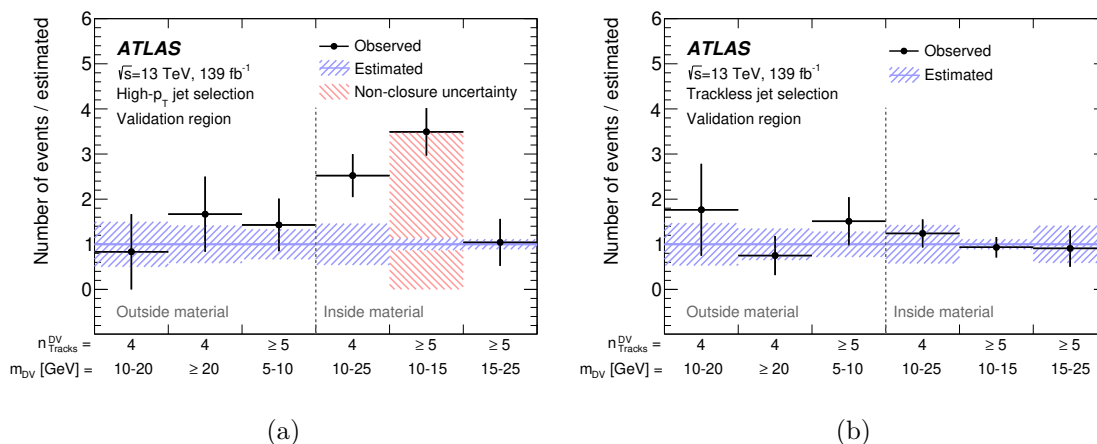 Number of events / estimated
6
5
4
3
2
1
0
ATLAS
√s=13 TeV, 139 fb⁻¹
High-p_T jet selection
Validation region
Observed
Estimated
Non-closure uncertainty
Outside material
Inside material
n^DV_Tracks = 4 4 ≥ 5 4 ≥ 5 ≥ 5
m_DV [GeV] = 10-20 ≥ 20 5-10 10-25 10-15 15-25
(a)
Number of events / estimated
6
5
4
3
2
1
0
ATLAS
√s=13 TeV, 139 fb⁻¹
Trackless jet selection
Validation region
Observed
Estimated
Outside material
Inside material
n^DV_Tracks = 4 4 ≥ 5 4 ≥ 5 ≥ 5
m_DV [GeV] = 10-20 ≥ 20 5-10 10-25 10-15 15-25
(b)